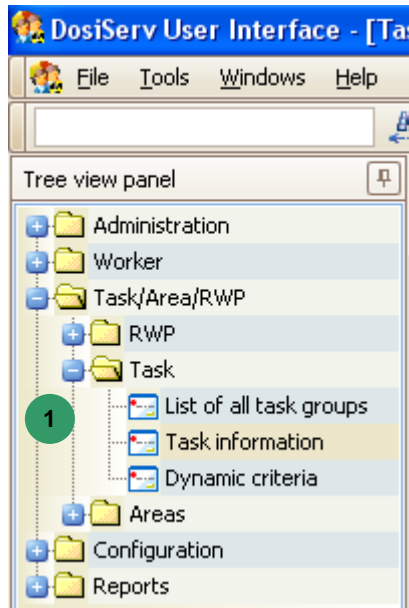 DosiServ User Interface - [Tas
File Tools Windows Help
Tree view panel
Administration
Worker
Task/Area/RWP
RWP
Task
1
List of all task groups
Task information
Dynamic criteria
Areas
Configuration
Reports